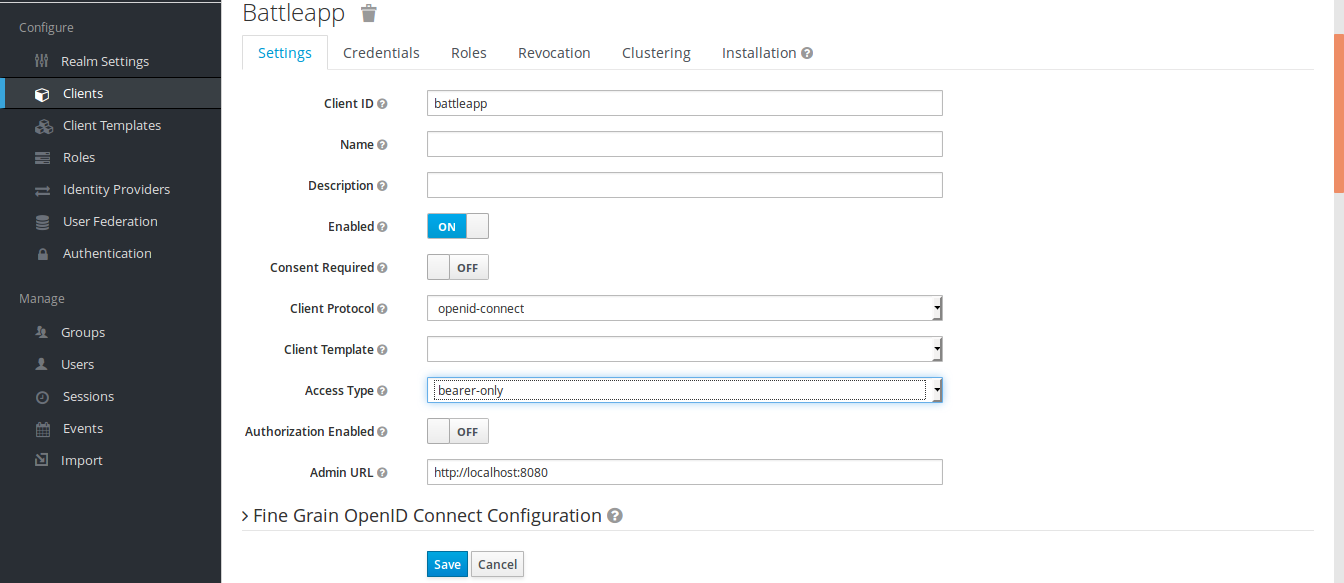 Configure
Realm Settings
Clients
Client Templates
Roles
Identity Providers
User Federation
Authentication
Manage
Groups
Users
Sessions
Events
Import
Battleapp
Settings Credentials Roles Revocation Clustering Installation ?
Client ID ? battleapp
Name ?
Description ?
Enabled ? ON
Consent Required ? OFF
Client Protocol ? openid-connect
Client Template ?
Access Type ? bearer-only
Authorization Enabled ? OFF
Admin URL ? http://localhost:8080
Fine Grain OpenID Connect Configuration ?
Save Cancel